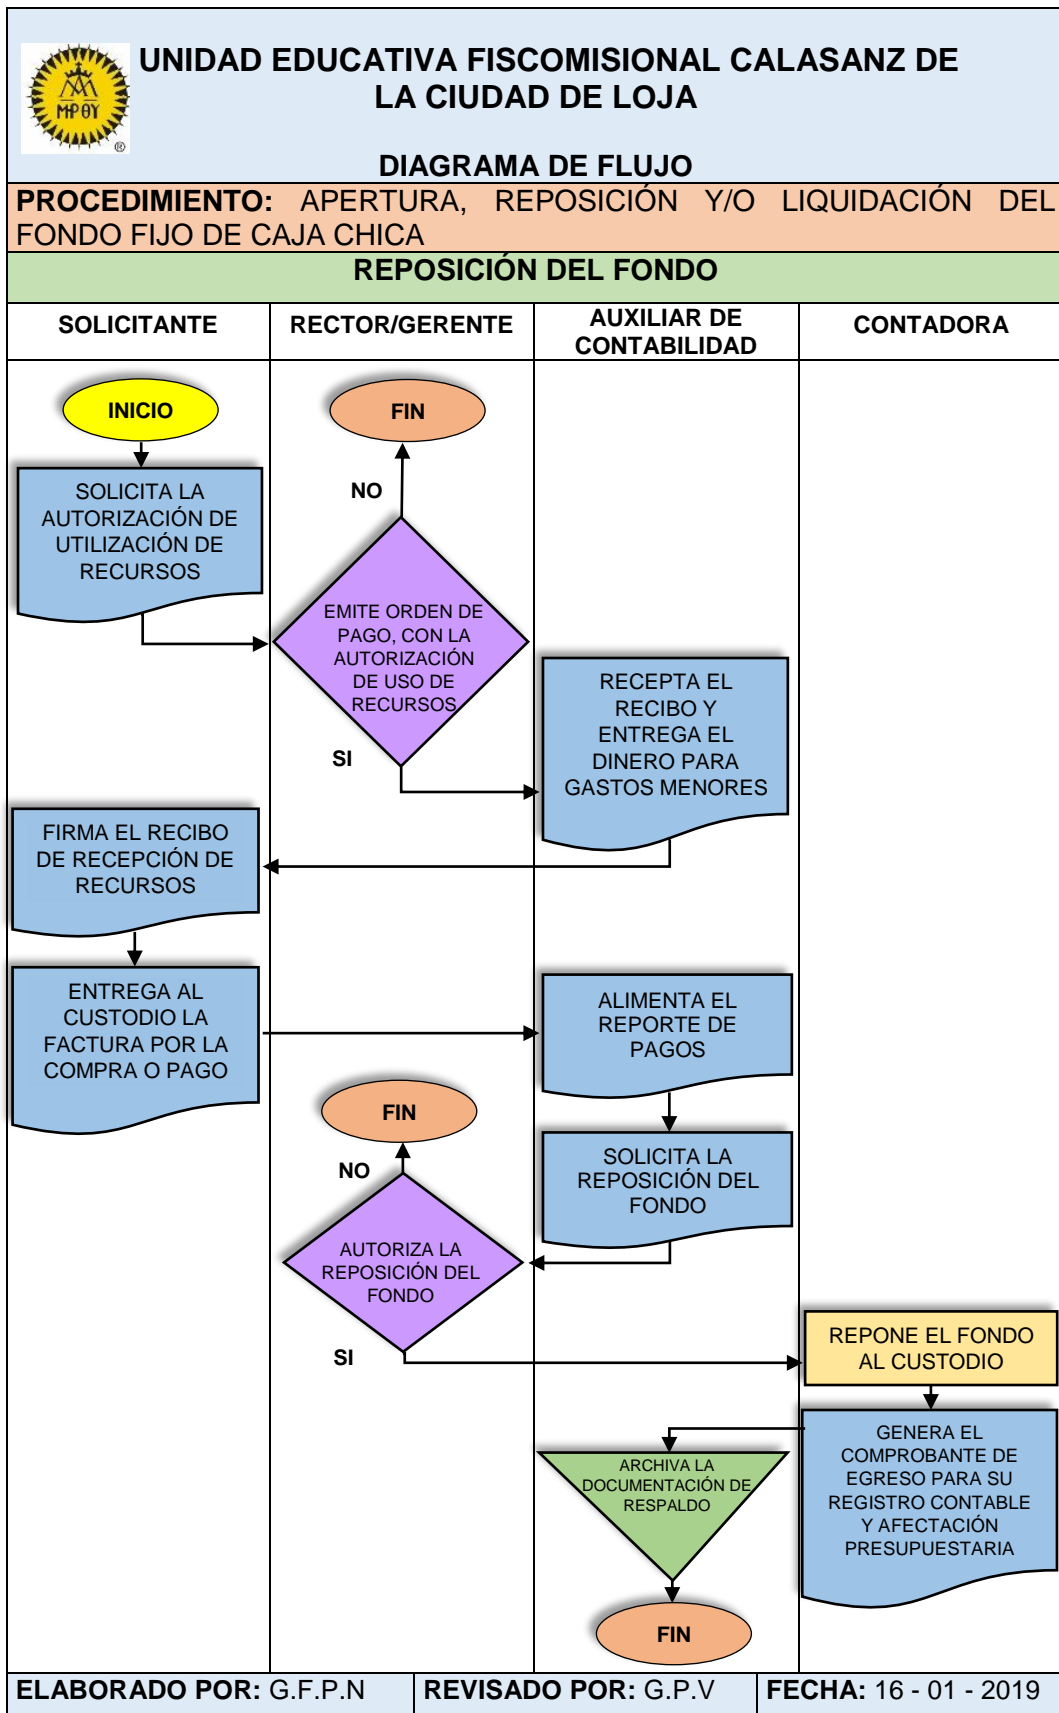 UNIDAD EDUCATIVA FISCOMISIONAL CALASANZ DE
LA CIUDAD DE LOJA
MPΘY
®
DIAGRAMA DE FLUJO
PROCEDIMIENTO: APERTURA, REPOSICIÓN Y/O LIQUIDACIÓN DEL
FONDO FIJO DE CAJA CHICA
REPOSICIÓN DEL FONDO
SOLICITANTE
RECTOR/GERENTE
AUXILIAR DE
CONTABILIDAD
CONTADORA
INICIO
FIN
SOLICITA LA
AUTORIZACIÓN DE
UTILIZACIÓN DE
RECURSOS
NO
EMITE ORDEN DE
PAGO, CON LA
AUTORIZACIÓN
DE USO DE
RECURSOS
SI
RECEPTA EL
RECIBO Y
ENTREGA EL
DINERO PARA
GASTOS MENORES
FIRMA EL RECIBO
DE RECEPCIÓN DE
RECURSOS
ENTREGA AL
CUSTODIO LA
FACTURA POR LA
COMPRA O PAGO
ALIMENTA EL
REPORTE DE
PAGOS
FIN
NO
SOLICITA LA
REPOSICIÓN DEL
FONDO
AUTORIZA LA
REPOSICIÓN DEL
FONDO
SI
REPONE EL FONDO
AL CUSTODIO
GENERA EL
COMPROBANTE DE
EGRESO PARA SU
REGISTRO CONTABLE
Y AFECTACIÓN
PRESUPUESTARIA
ARCHIVA LA
DOCUMENTACIÓN DE
RESPALDO
FIN
ELABORADO POR: G.F.P.N
REVISADO POR: G.P.V
FECHA: 16 - 01 - 2019